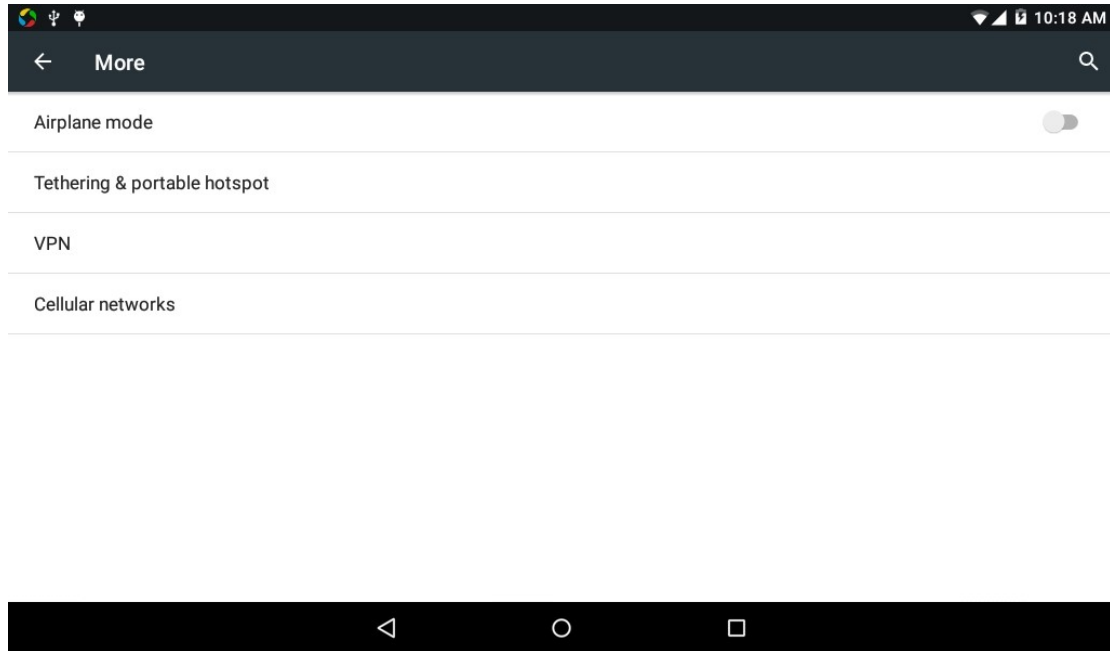 10:18 AM
More
Airplane mode
Tethering & portable hotspot
VPN
Cellular networks